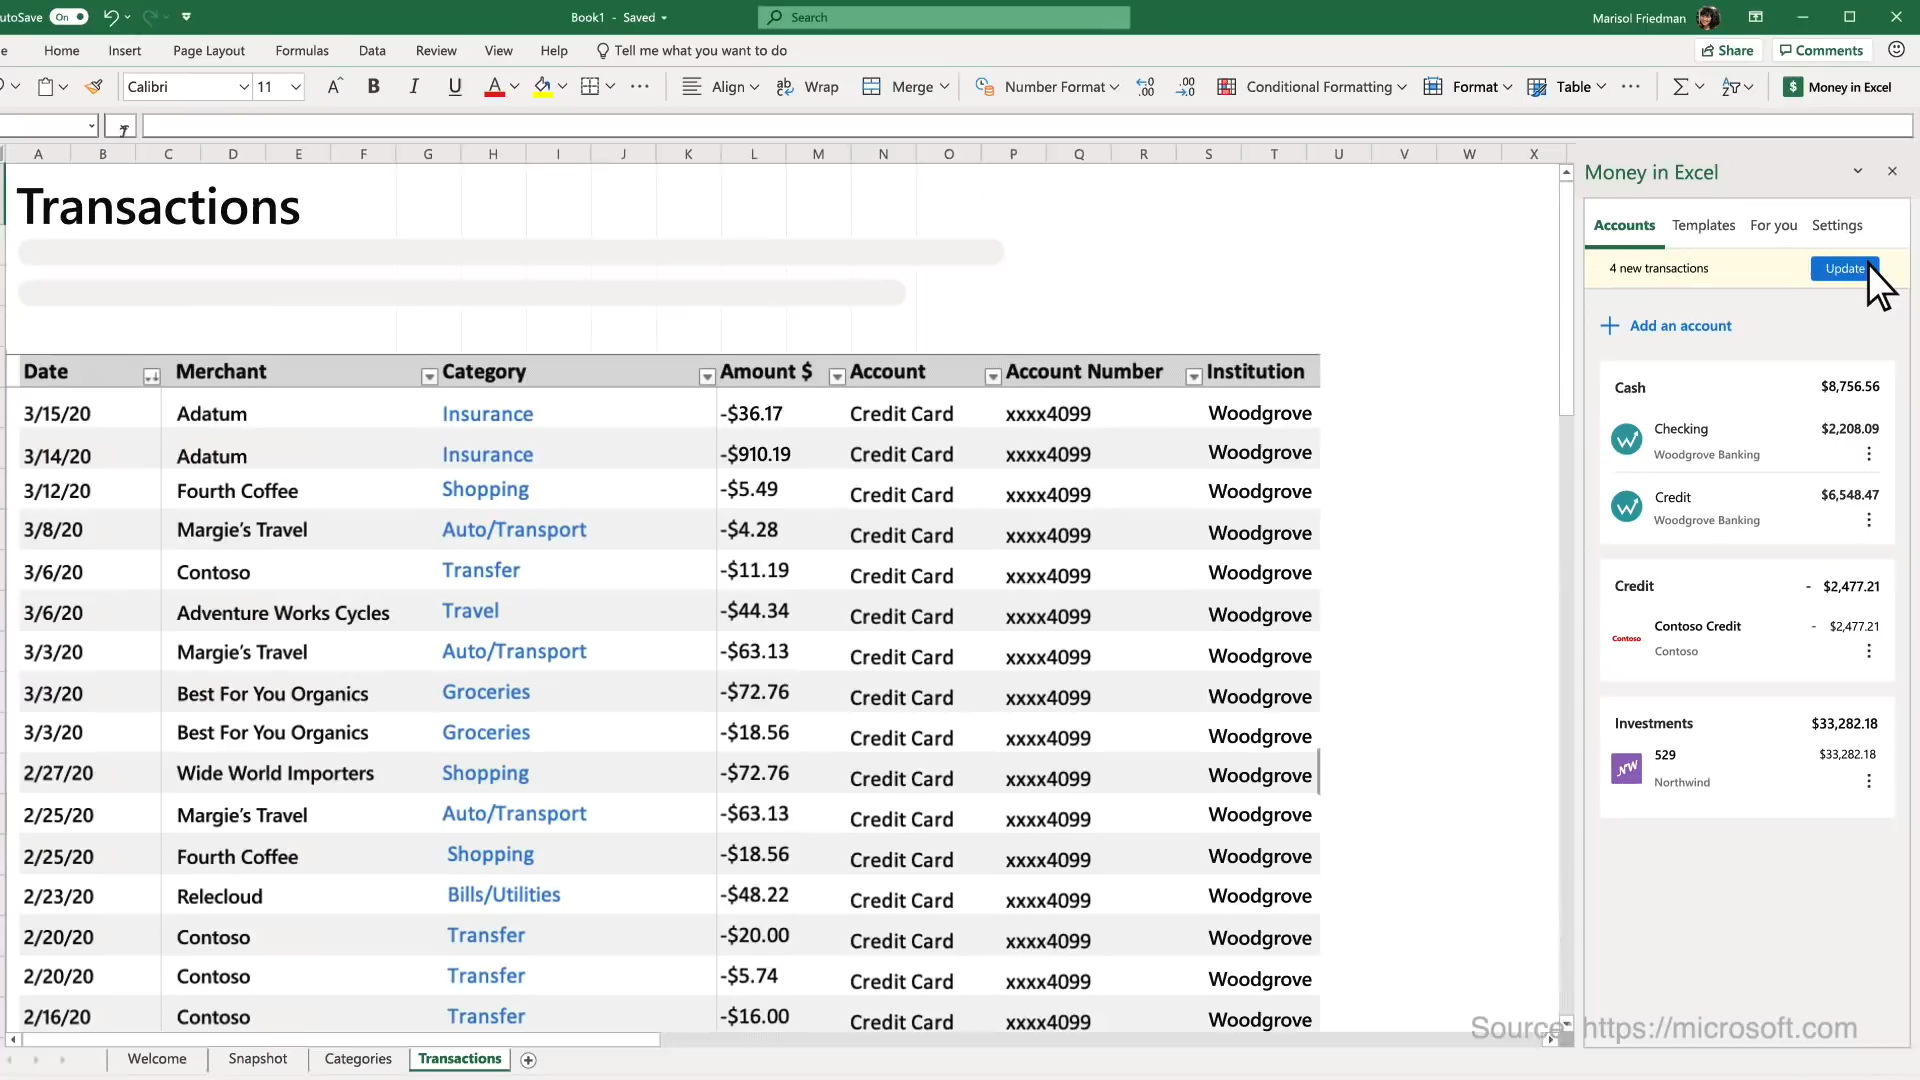 utoSave On
Book1 - Saved
Search
Marisol Friedman
e Home Insert Page Layout Formulas Data Review View Help Tell me what you want to do
Share Comments
Calibri 11 A B I U A Align ab Wrap Merge Number Format Conditional Formatting Format Table $ Money in Excel
A B C D E F G H I J K L M N O P Q R S T U V W X
Transactions
Date Merchant Category Amount $ Account Account Number Institution
3/15/20 Adatum Insurance -$36.17 Credit Card xxxx4099 Woodgrove
3/14/20 Adatum Insurance -$910.19 Credit Card xxxx4099 Woodgrove
3/12/20 Fourth Coffee Shopping -$5.49 Credit Card xxxx4099 Woodgrove
3/8/20 Margie's Travel Auto/Transport -$4.28 Credit Card xxxx4099 Woodgrove
3/6/20 Contoso Transfer -$11.19 Credit Card xxxx4099 Woodgrove
3/6/20 Adventure Works Cycles Travel -$44.34 Credit Card xxxx4099 Woodgrove
3/3/20 Margie's Travel Auto/Transport -$63.13 Credit Card xxxx4099 Woodgrove
3/3/20 Best For You Organics Groceries -$72.76 Credit Card xxxx4099 Woodgrove
3/3/20 Best For You Organics Groceries -$18.56 Credit Card xxxx4099 Woodgrove
2/27/20 Wide World Importers Shopping -$72.76 Credit Card xxxx4099 Woodgrove
2/25/20 Margie's Travel Auto/Transport -$63.13 Credit Card xxxx4099 Woodgrove
2/25/20 Fourth Coffee Shopping -$18.56 Credit Card xxxx4099 Woodgrove
2/23/20 Relecloud Bills/Utilities -$48.22 Credit Card xxxx4099 Woodgrove
2/20/20 Contoso Transfer -$20.00 Credit Card xxxx4099 Woodgrove
2/20/20 Contoso Transfer -$5.74 Credit Card xxxx4099 Woodgrove
2/16/20 Contoso Transfer -$16.00 Credit Card xxxx4099 Woodgrove
Welcome Snapshot Categories Transactions
Money in Excel
Accounts Templates For you Settings
4 new transactions Update
Add an account
Cash $8,756.56
Checking $2,208.09
Woodgrove Banking
Credit $6,548.47
Woodgrove Banking
Credit - $2,477.21
Contoso Contoso Credit - $2,477.21
Contoso
Investments $33,282.18
529 $33,282.18
NW Northwind
Source: https://microsoft.com